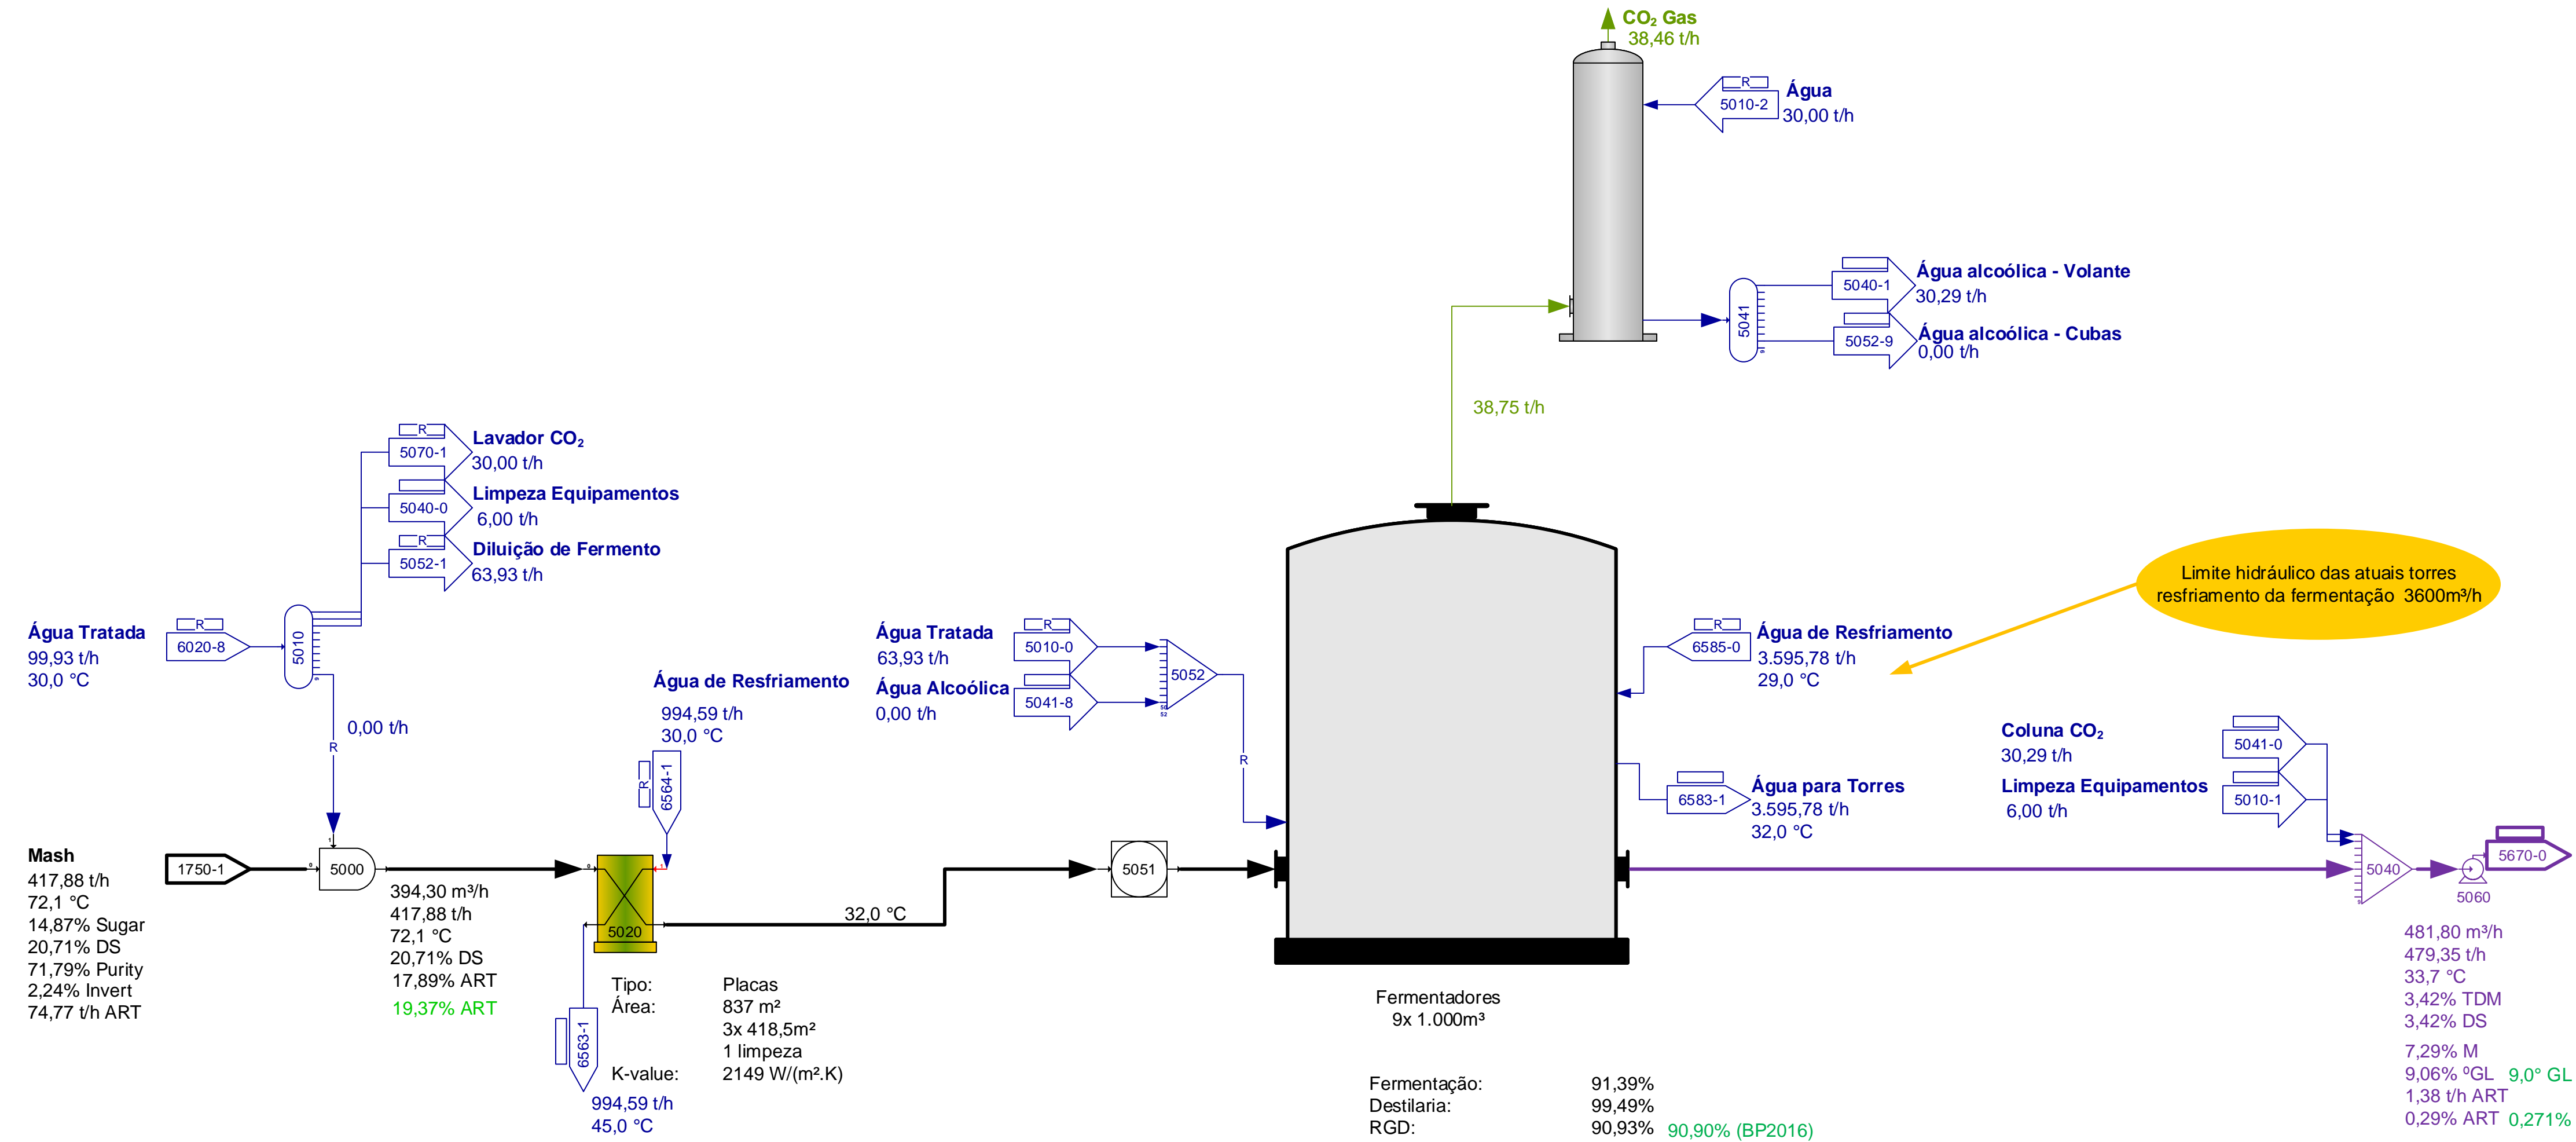 CO₂ Gas
38,46 t/h
R
5010-2
Água
30,00 t/h
5041
9
5040-1
Água alcoólica - Volante
30,29 t/h
5052-9
Água alcoólica - Cubas
0,00 t/h
38,75 t/h
R
5070-1
Lavador CO₂
30,00 t/h
5040-0
Limpeza Equipamentos
6,00 t/h
R
5052-1
Diluição de Fermento
63,93 t/h
Água Tratada
99,93 t/h
30,0 °C
R
6020-8
5010
9
0,00 t/h
R
Mash
417,88 t/h
72,1 °C
14,87% Sugar
20,71% DS
71,79% Purity
2,24% Invert
74,77 t/h ART
1750-1
0
1
5000
394,30 m³/h
417,88 t/h
72,1 °C
20,71% DS
17,89% ART
19,37% ART
Água de Resfriamento
994,59 t/h
30,0 °C
R
6564-1
0
1
5020
6563-1
994,59 t/h
45,0 °C
Tipo: Placas
Área: 837 m²
3x 418,5m²
1 limpeza
K-value: 2149 W/(m².K)
32,0 °C
5051
Água Tratada
63,93 t/h
R
5010-0
Água Alcoólica
0,00 t/h
5041-8
5052
R
Fermentadores
9x 1.000m³
Fermentação: 91,39%
Destilaria: 99,49%
RGD: 90,93% 90,90% (BP2016)
R
6585-0
Água de Resfriamento
3.595,78 t/h
29,0 °C
6583-1
Água para Torres
3.595,78 t/h
32,0 °C
Limite hidráulico das atuais torres
resfriamento da fermentação 3600m³/h
Coluna CO₂
30,29 t/h
5041-0
Limpeza Equipamentos
6,00 t/h
5010-1
5040
5060
5670-0
481,80 m³/h
479,35 t/h
33,7 °C
3,42% TDM
3,42% DS
7,29% M
9,06% ºGL 9,0° GL
1,38 t/h ART
0,29% ART 0,271%